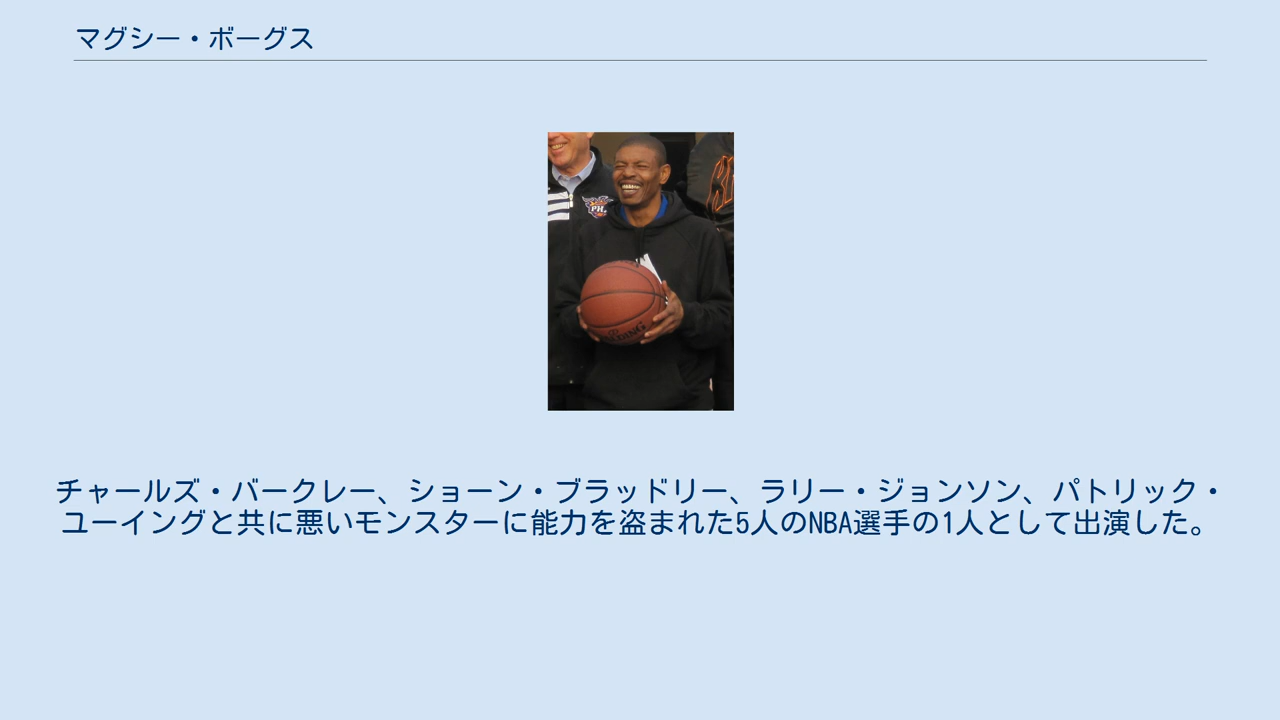 マグシー・ボーグス
PHX
SPALDING
チャールズ・バークレー、ショーン・ブラッドリー、ラリー・ジョンソン、パトリック・
ユーイングと共に悪いモンスターに能力を盗まれた5人のNBA選手の1人として出演した。